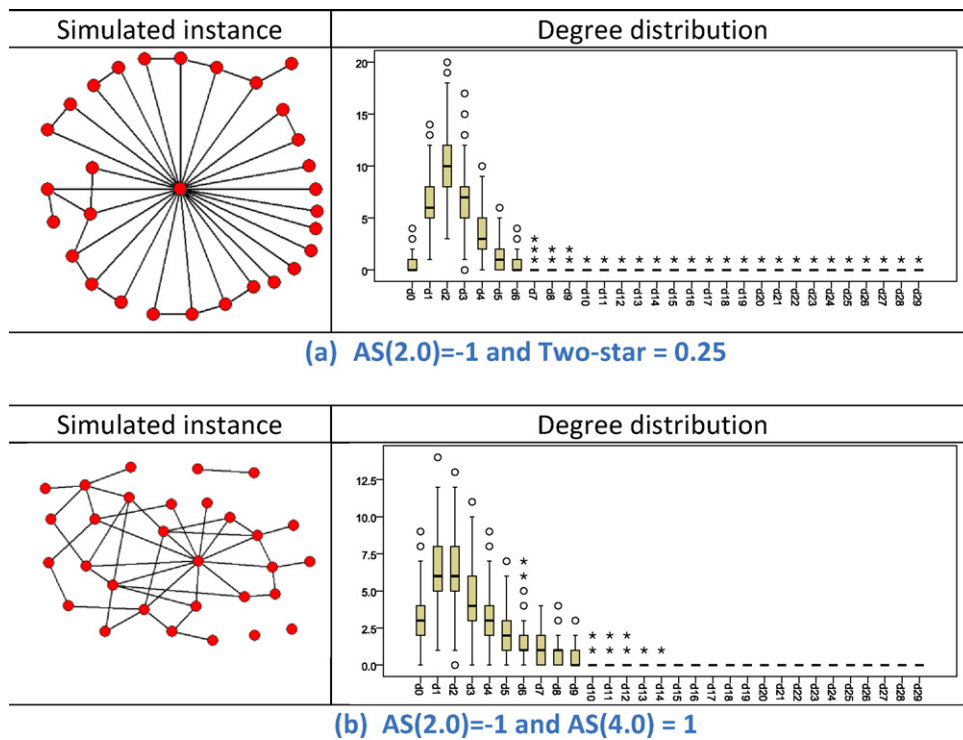 Simulated instance
Degree distribution
20
15
10
5
0
d0 d1 d2 d3 d4 d5 d6 d7 d8 d9 d10 d11 d12 d13 d14 d15 d16 d17 d18 d19 d20 d21 d22 d23 d24 d25 d26 d27 d28 d29
(a) AS(2.0)=-1 and Two-star = 0.25
Simulated instance
Degree distribution
12.5
10.0
7.5
5.0
2.5
0.0
d0 d1 d2 d3 d4 d5 d6 d7 d8 d9 d10 d11 d12 d13 d14 d15 d16 d17 d18 d19 d20 d21 d22 d23 d24 d25 d26 d27 d28 d29
(b) AS(2.0)=-1 and AS(4.0) = 1